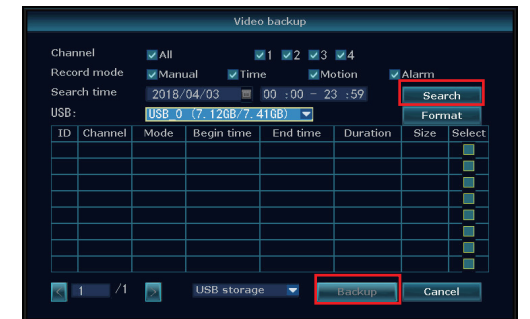 Video backup
Channel All 1 2 3 4
Record mode Manual Time Motion Alarm
Search time 2018/04/03 00 :00 - 23 :59 Search
USB: USB_0 (7.12GB/7.41GB) Format
ID Channel Mode Begin time End time Duration Size Select
< 1 /1 > USB storage Backup Cancel